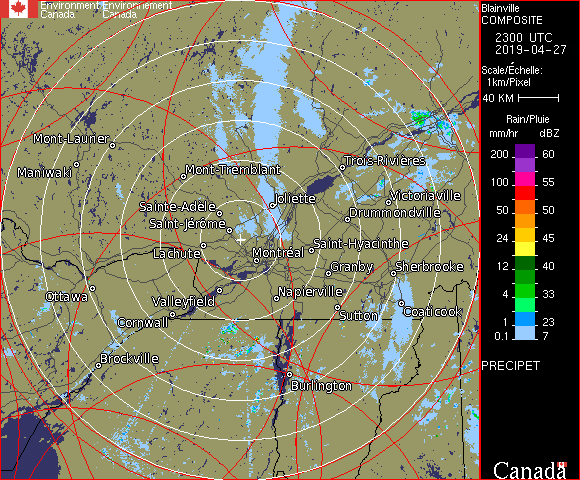 Environment Environnement
Canada Canada
Blainville
COMPOSITE
2300 UTC
2019-04-27
Scale/Échelle:
1km/Pixel
40 KM
Rain/Pluie
mm/hr dBZ
200 60
100 55
50 50
24 45
12 40
4 33
1 23
0.1 7
PRECIPET
Canada
Mont-Laurier
Maniwaki
Mont-Tremblant
Trois-Rivières
Sainte-Adèle
Joliette
Victoriaville
Saint-Jérôme
Drummondville
Lachute
Montréal
Saint-Hyacinthe
Granby
Sherbrooke
Ottawa
Valleyfield
Napierville
Cornwall
Sutton
Coaticook
Brockville
Burlington